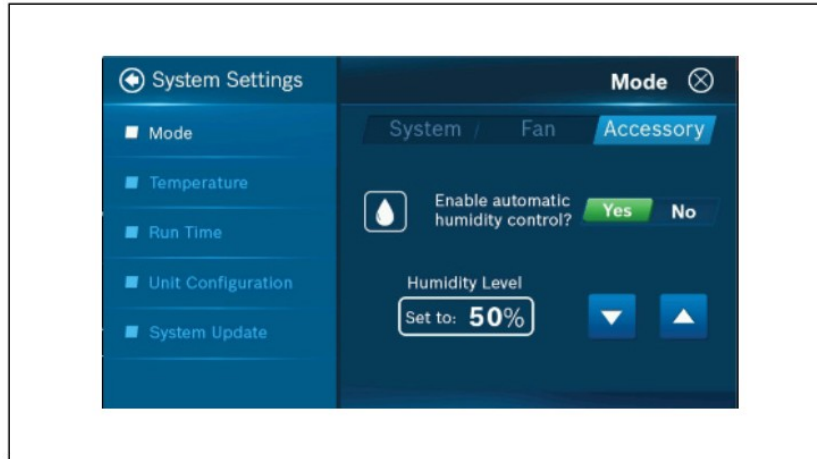 System Settings
Mode
Temperature
Run Time
Unit Configuration
System Update
Mode
System / Fan Accessory
Enable automatic
humidity control?
Yes No
Humidity Level
Set to: 50%